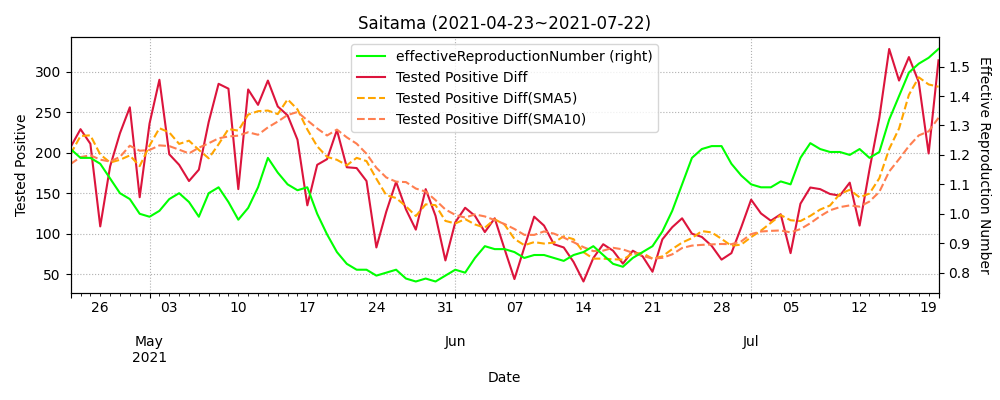 Saitama (2021-04-23~2021-07-22)
effectiveReproductionNumber (right)
Tested Positive Diff
Tested Positive Diff(SMA5)
Tested Positive Diff(SMA10)
Tested Positive
300
250
200
150
100
50
Effective Reproduction Number
1.5
1.4
1.3
1.2
1.1
1.0
0.9
0.8
26 03 10 17 24 31 07 14 21 28 05 12 19
May Jun Jul
2021
Date